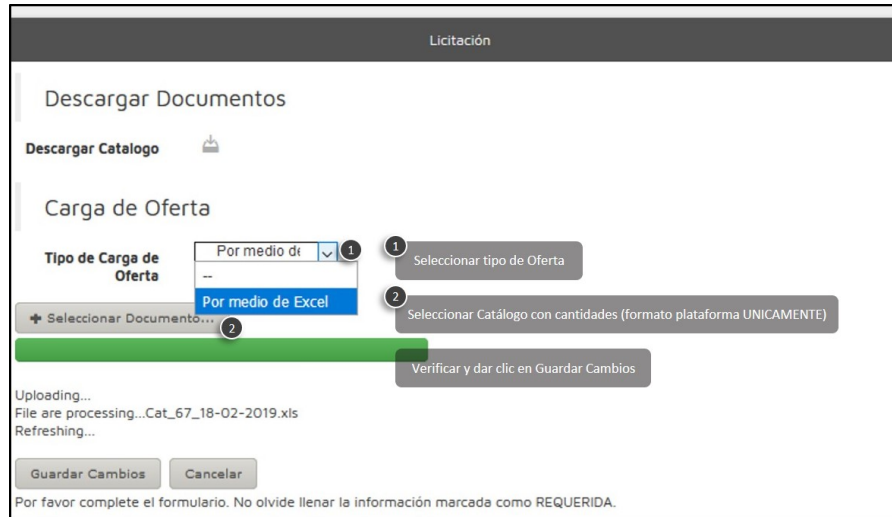 Licitación
Descargar Documentos
Descargar Catalogo
Carga de Oferta
Tipo de Carga de
Oferta
Por medio de
1
--
Por medio de Excel
1
Seleccionar tipo de Oferta
+ Seleccionar Documento...
2
2
Seleccionar Catálogo con cantidades (formato plataforma UNICAMENTE)
Verificar y dar clic en Guardar Cambios
Uploading...
File are processing...Cat_67_18-02-2019.xls
Refreshing...
Guardar Cambios
Cancelar
Por favor complete el formulario. No olvide llenar la información marcada como REQUERIDA.